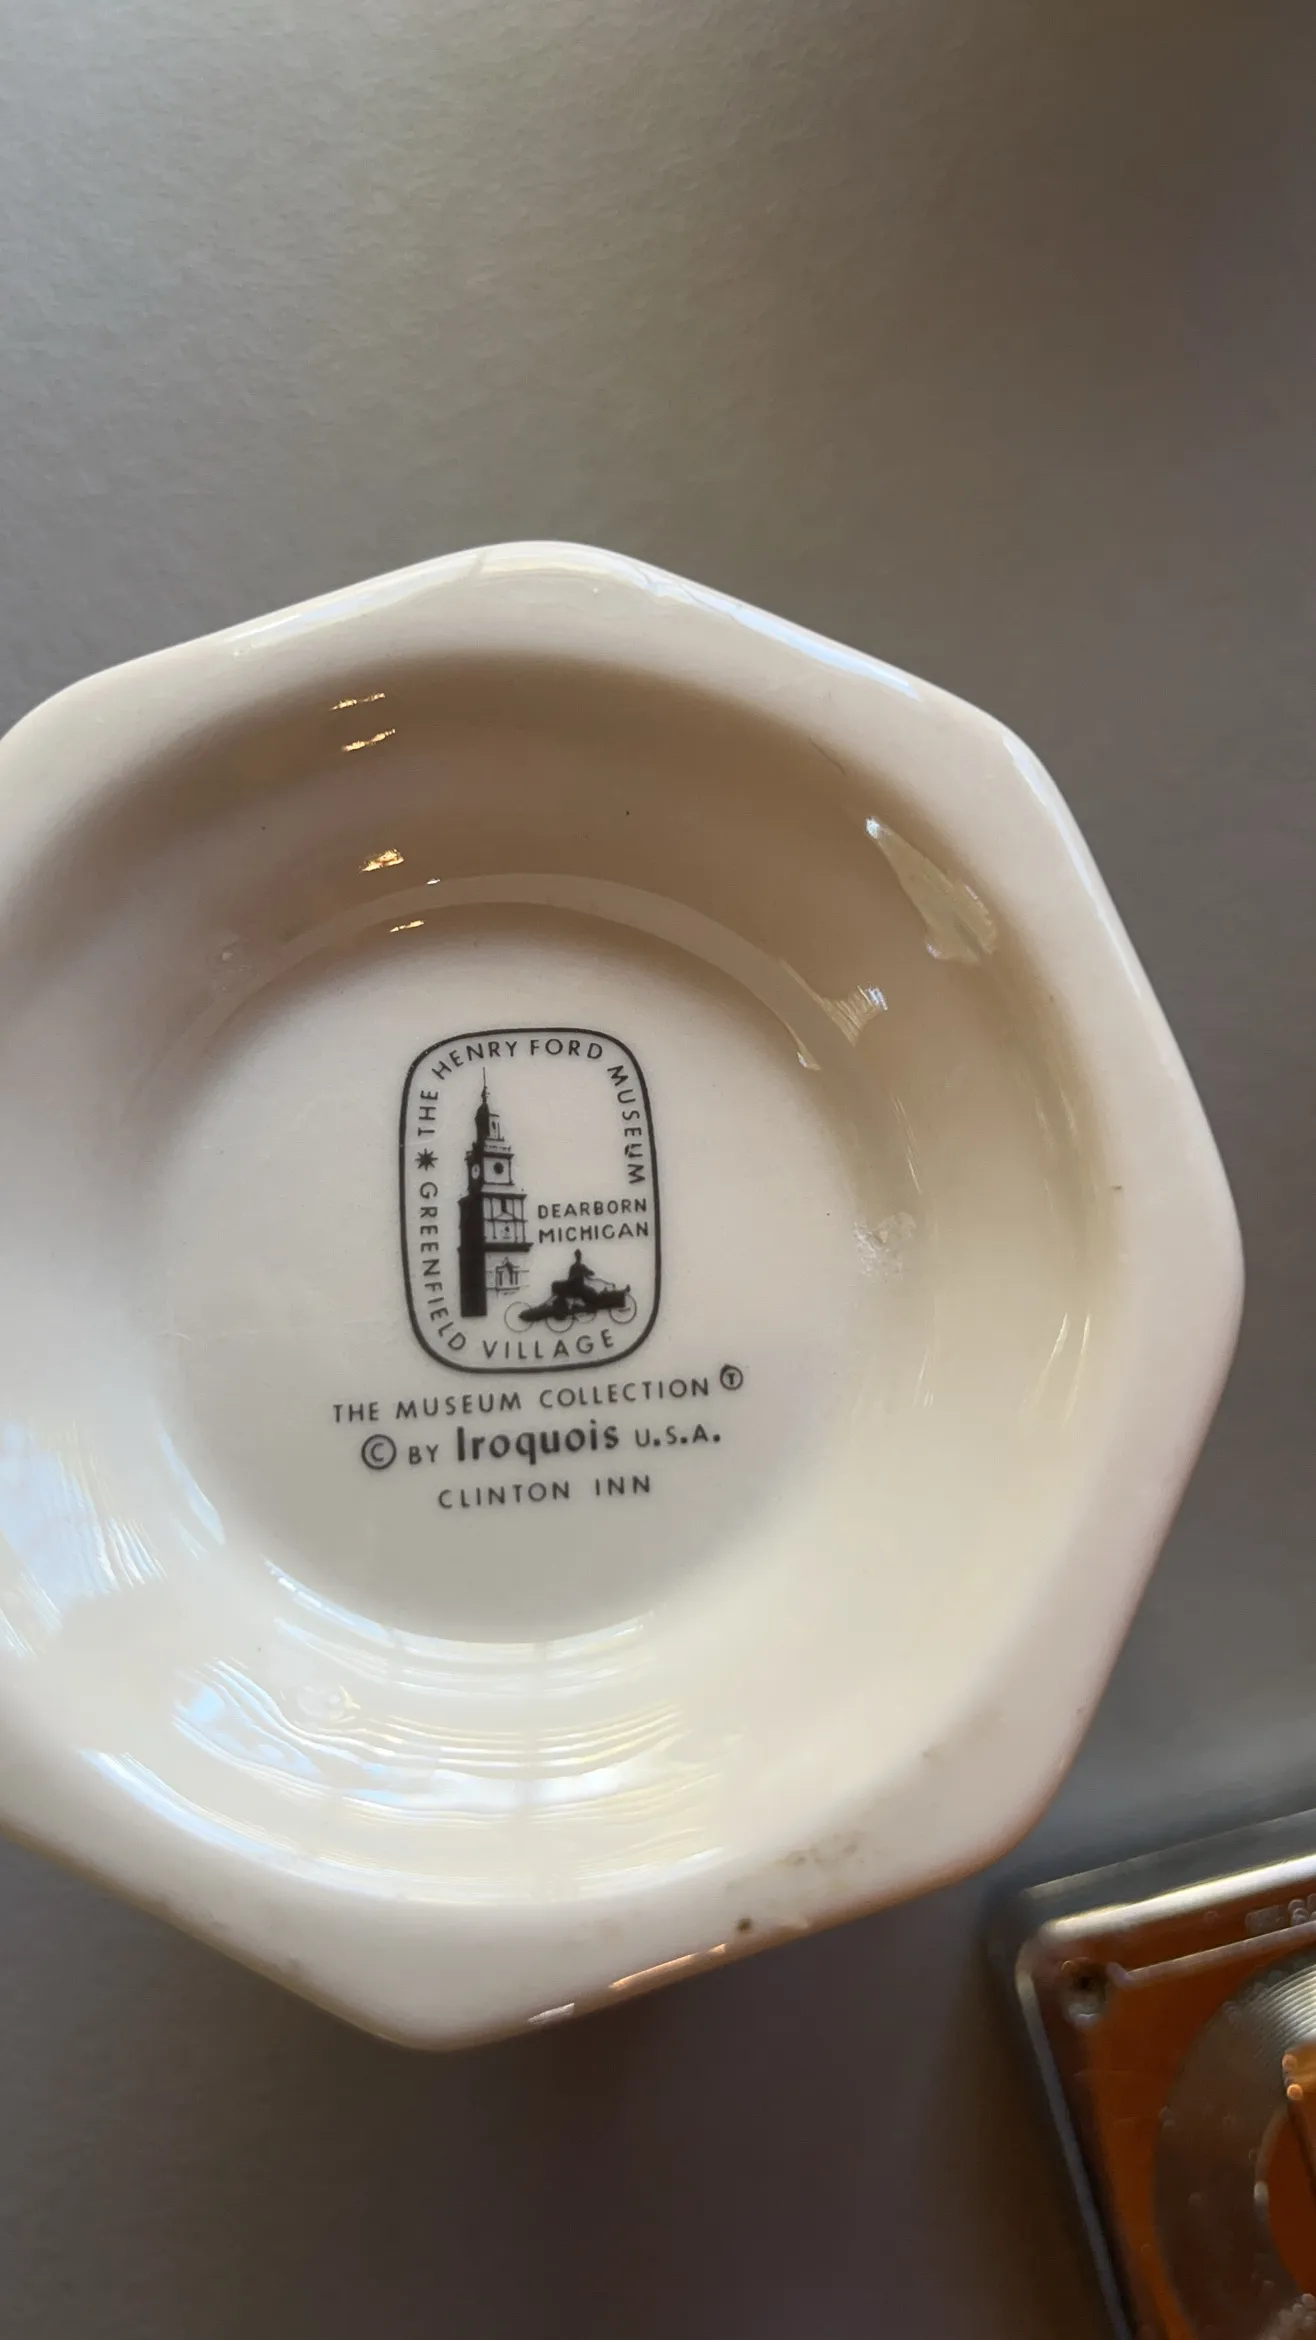 THE HENRY FORD MUSEUM
✷ GREENFIELD VILLAGE
DEARBORN
MICHIGAN
THE MUSEUM COLLECTION Ⓣ
© BY Iroquois U.S.A.
CLINTON INN